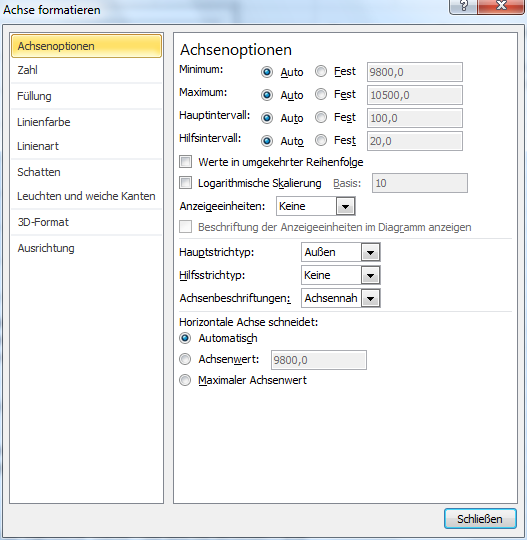 Achse formatieren
?
Achsenoptionen
Zahl
Füllung
Linienfarbe
Linienart
Schatten
Leuchten und weiche Kanten
3D-Format
Ausrichtung
Achsenoptionen
Minimum: Auto Fest 9800,0
Maximum: Auto Fest 10500,0
Hauptintervall: Auto Fest 100,0
Hilfsintervall: Auto Fest 20,0
Werte in umgekehrter Reihenfolge
Logarithmische Skalierung Basis: 10
Anzeigeeinheiten: Keine
Beschriftung der Anzeigeeinheiten im Diagramm anzeigen
Hauptstrichtyp: Außen
Hilfsstrichtyp: Keine
Achsenbeschriftungen: Achsennah
Horizontale Achse schneidet:
Automatisch
Achsenwert: 9800,0
Maximaler Achsenwert
Schließen